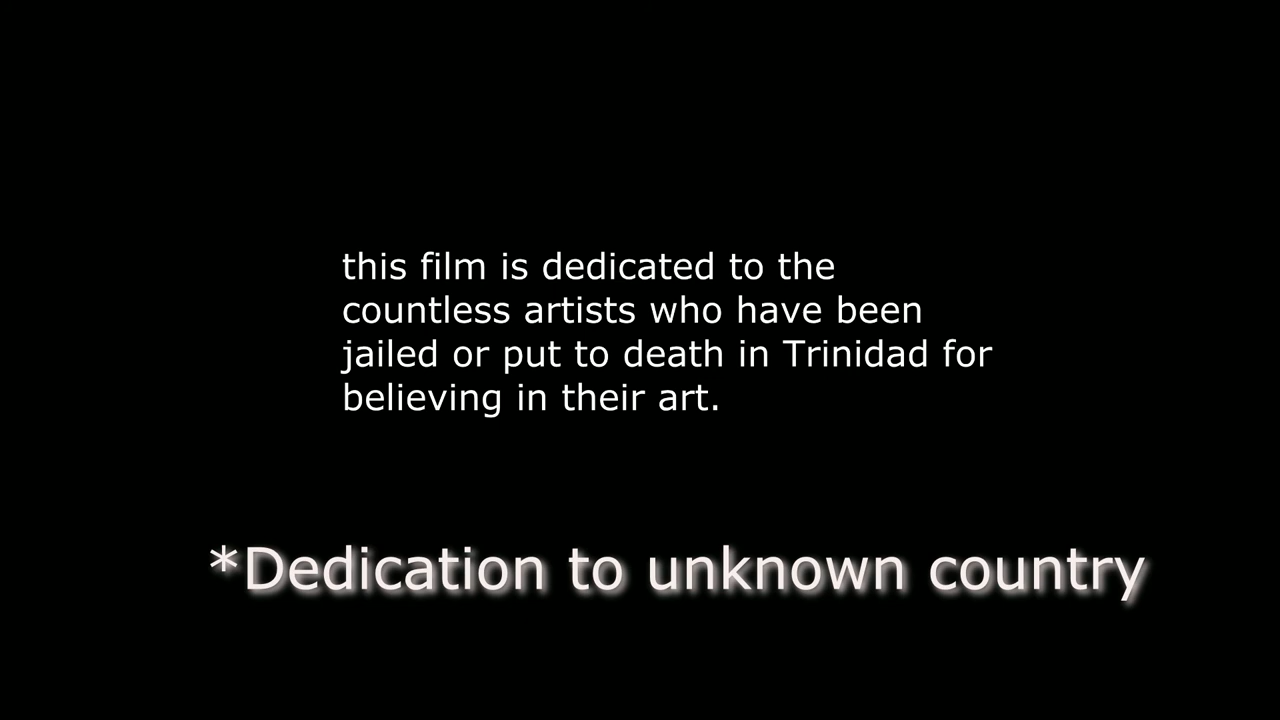 this film is dedicated to the
countless artists who have been
jailed or put to death in Trinidad for
believing in their art.
*Dedication to unknown country